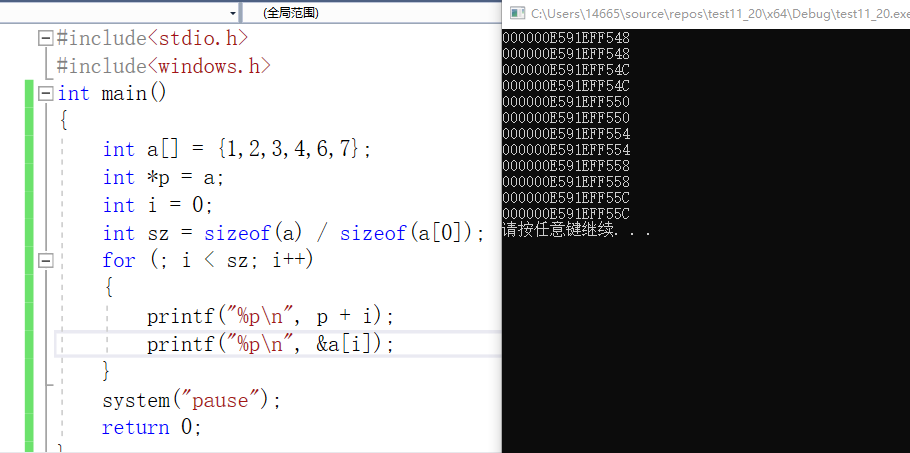 (全局范围)
#include<stdio.h>
#include<windows.h>
int main()
{
int a[] = {1,2,3,4,6,7};
int *p = a;
int i = 0;
int sz = sizeof(a) / sizeof(a[0]);
for (; i < sz; i++)
{
printf("%p\n", p + i);
printf("%p\n", &a[i]);
}
system("pause");
return 0;
}
C:\Users\14665\source\repos\test11_20\x64\Debug\test11_20.exe
000000E591EFF548
000000E591EFF548
000000E591EFF54C
000000E591EFF54C
000000E591EFF550
000000E591EFF550
000000E591EFF554
000000E591EFF554
000000E591EFF558
000000E591EFF558
000000E591EFF55C
000000E591EFF55C
请按任意键继续. . .